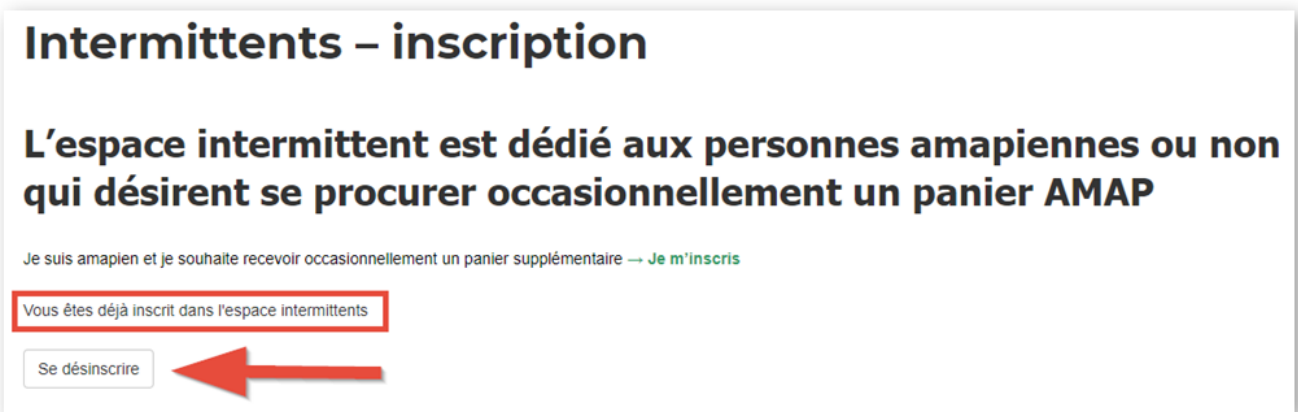 Intermittents – inscription
L’espace intermittent est dédié aux personnes amapiennes ou non
qui désirent se procurer occasionnellement un panier AMAP
Je suis amapien et je souhaite recevoir occasionnellement un panier supplémentaire → Je m’inscris
Vous êtes déjà inscrit dans l'espace intermittents
Se désinscrire